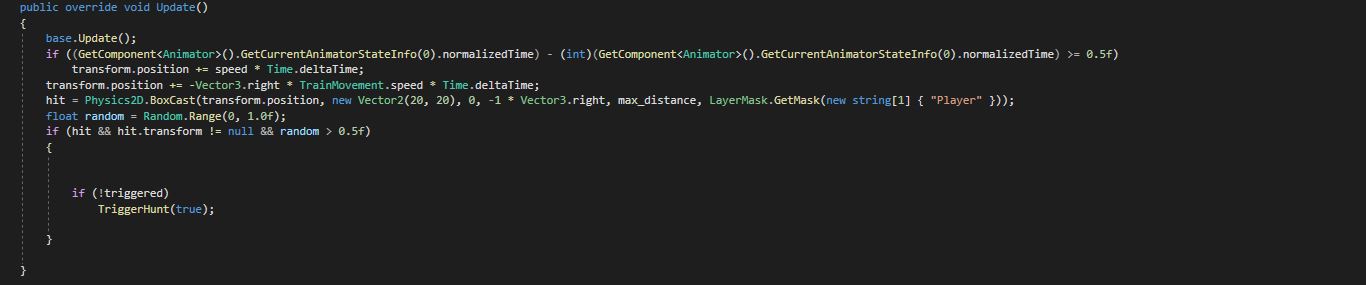 public override void Update()
{
base.Update();
if ((GetComponent<Animator>().GetCurrentAnimatorStateInfo(0).normalizedTime) - (int)(GetComponent<Animator>().GetCurrentAnimatorStateInfo(0).normalizedTime) >= 0.5f)
transform.position += speed * Time.deltaTime;
transform.position += -Vector3.right * TrainMovement.speed * Time.deltaTime;
hit = Physics2D.BoxCast(transform.position, new Vector2(20, 20), 0, -1 * Vector3.right, max_distance, LayerMask.GetMask(new string[1] { "Player" }));
float random = Random.Range(0, 1.0f);
if (hit && hit.transform != null && random > 0.5f)
{
if (!triggered)
TriggerHunt(true);
}
}